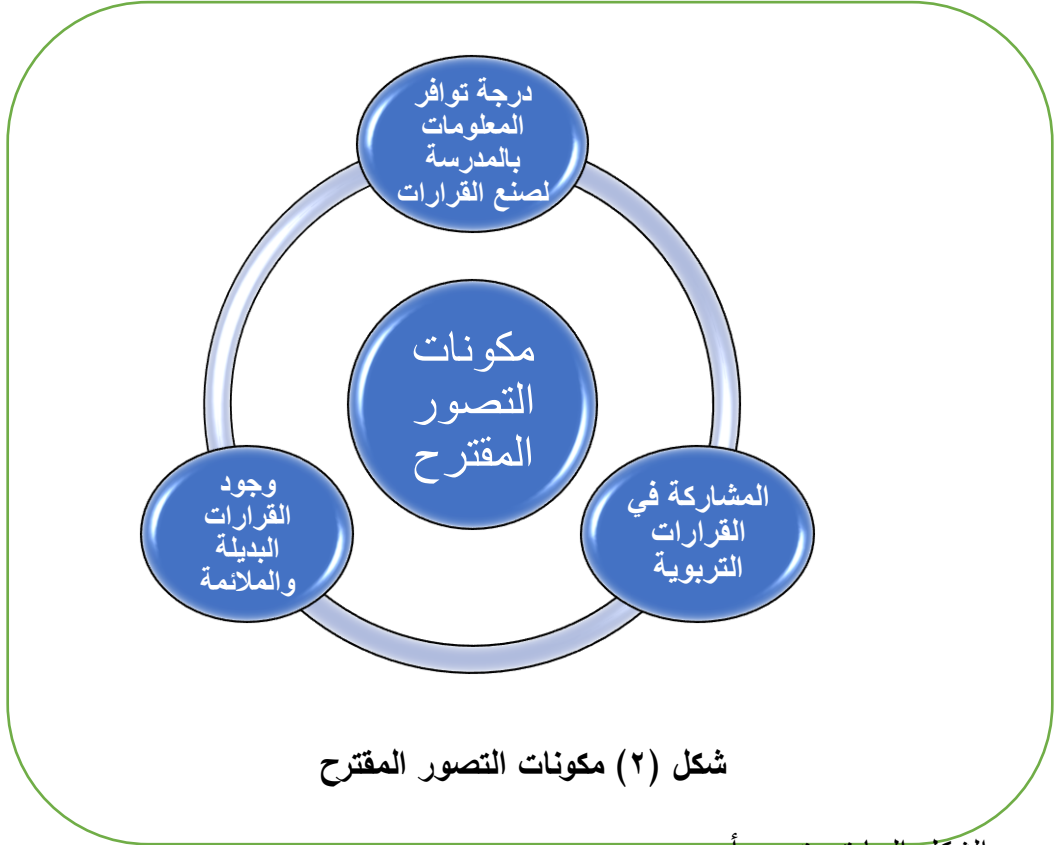 درجة توافر
المعلومات
بالمدرسة
لصنع القرارات
مكونات
التصور
المقترح
المشاركة في
القرارات
التربوية
وجود
القرارات
البديلة
والملائمة
شكل (٢) مكونات التصور المقترح